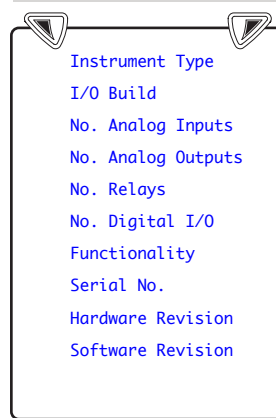 Instrument Type
I/O Build
No. Analog Inputs
No. Analog Outputs
No. Relays
No. Digital I/O
Functionality
Serial No.
Hardware Revision
Software Revision